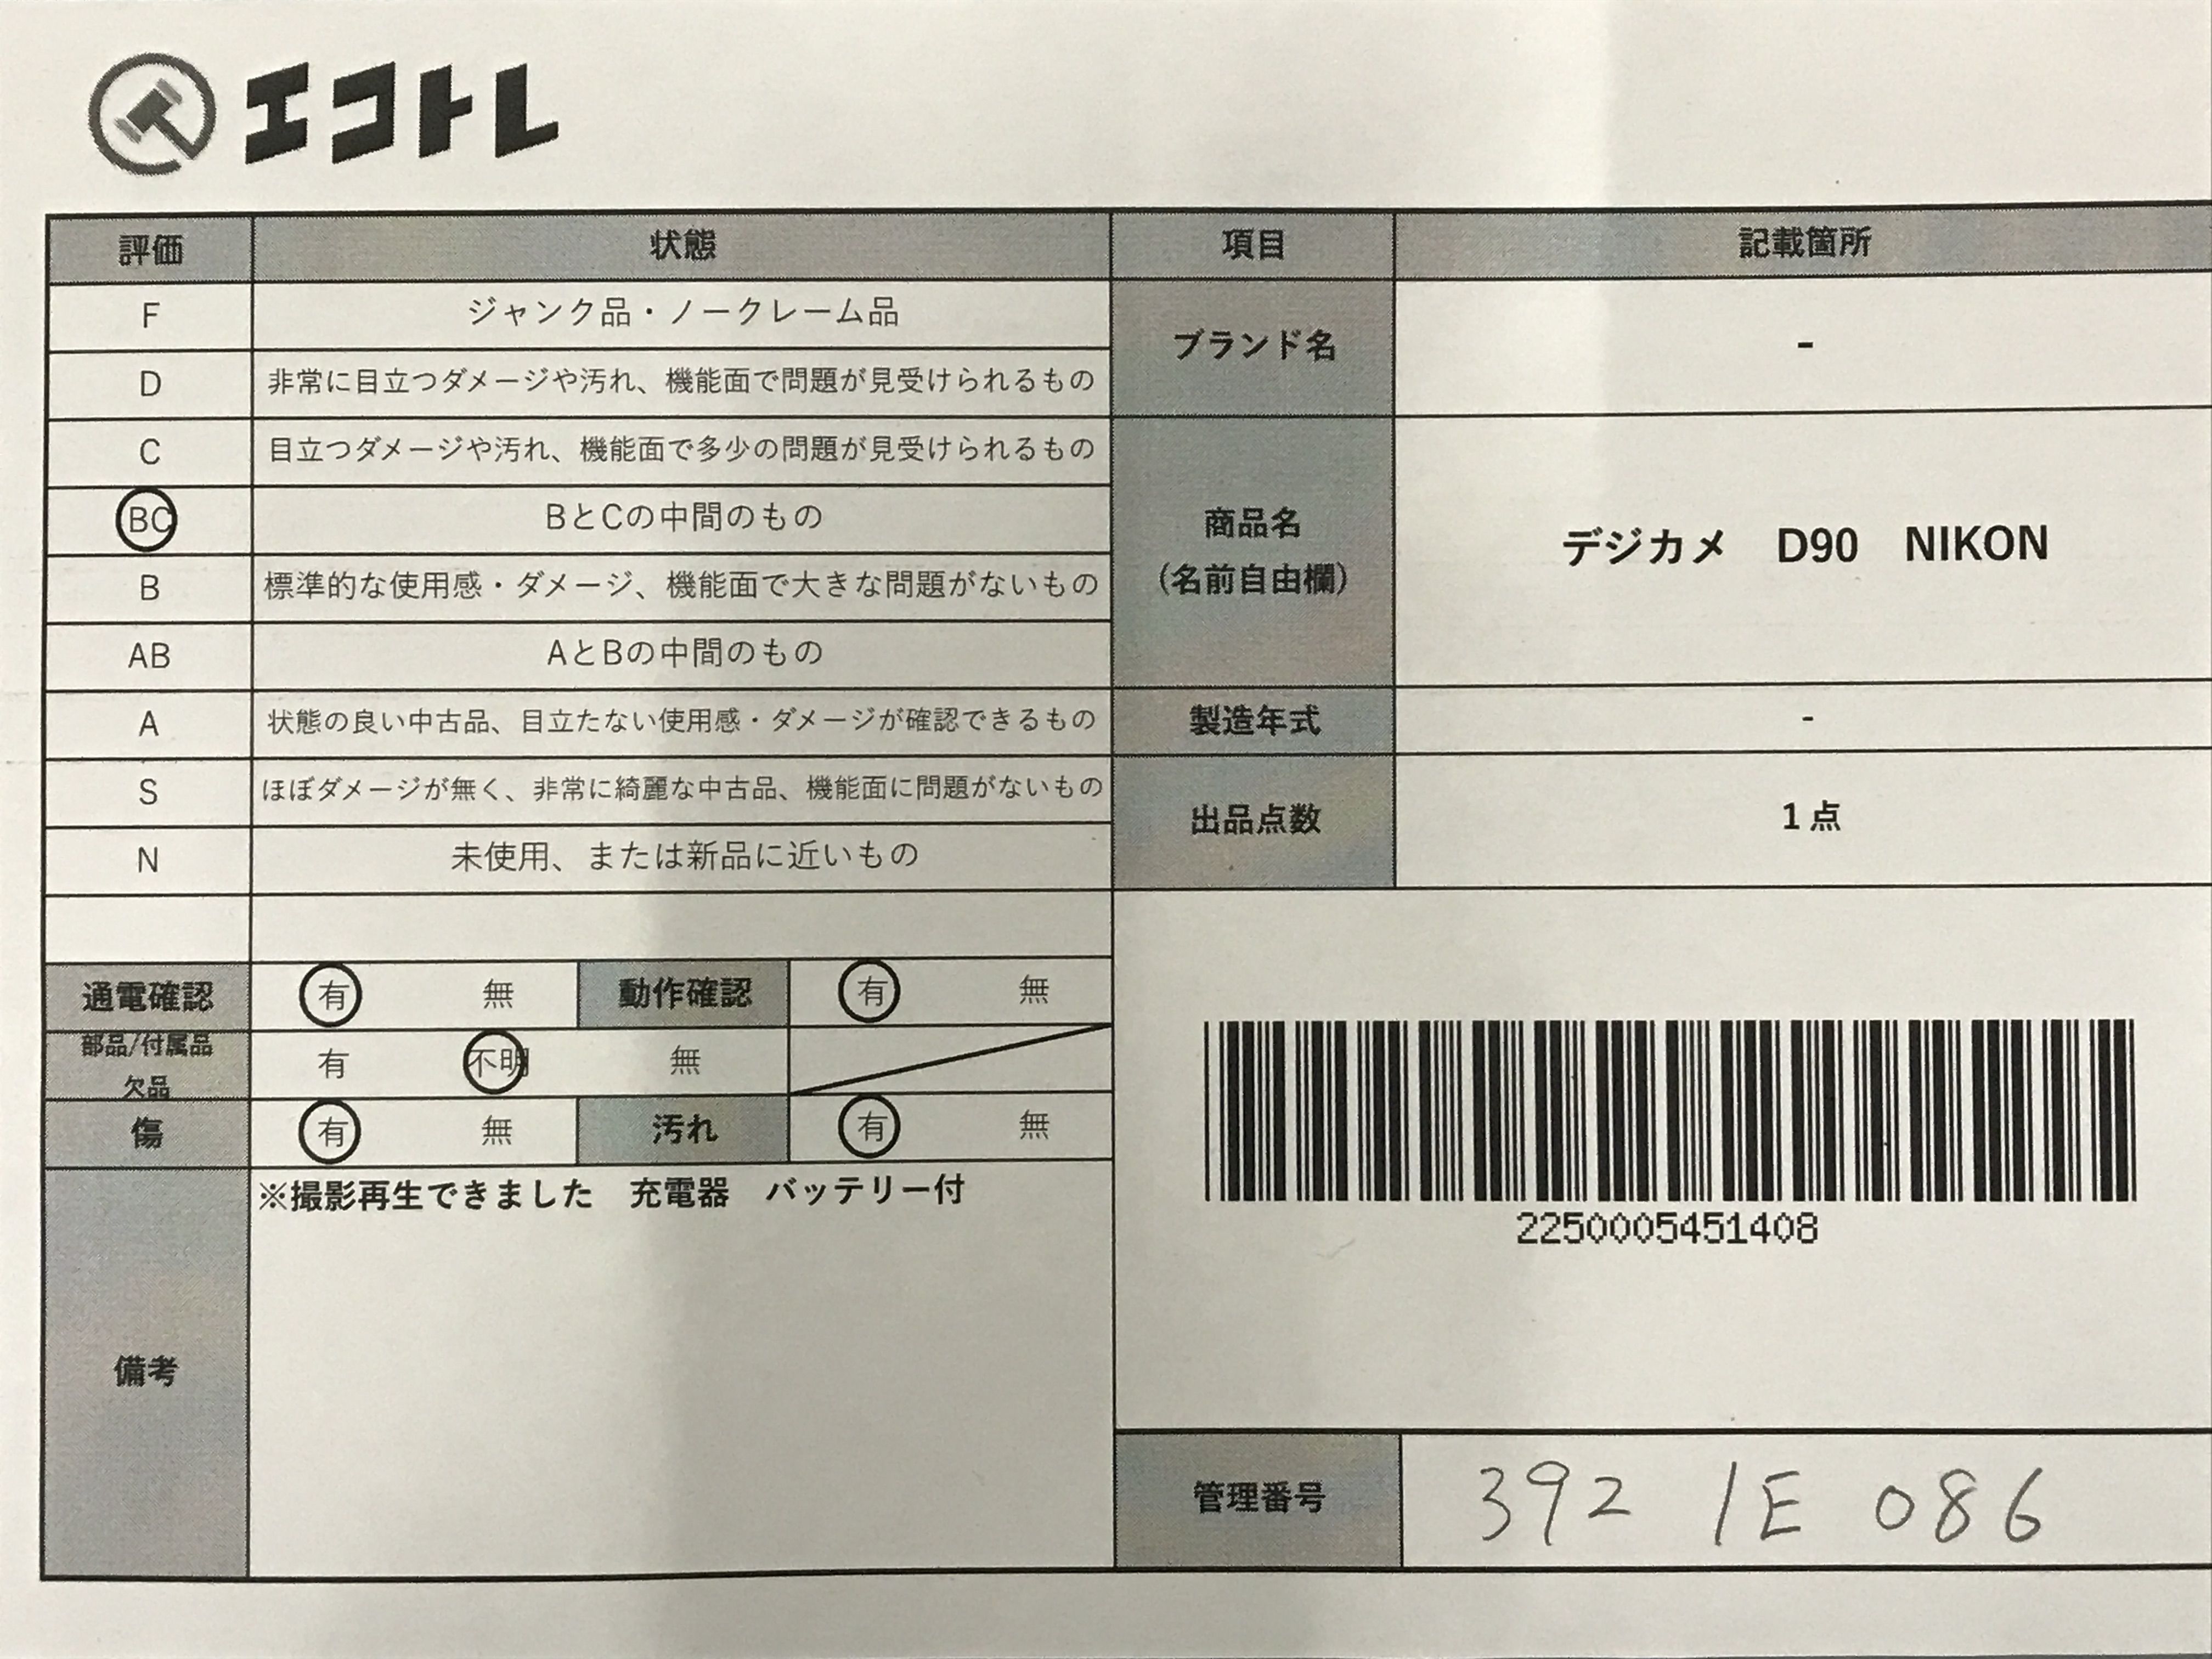 エコトレ
評価 状態 項目 記載箇所
F ジャンク品・ノークレーム品
D 非常に目立つダメージや汚れ、機能面で問題が見受けられるもの
ブランド名 -
C 目立つダメージや汚れ、機能面で多少の問題が見受けられるもの
BC BとCの中間のもの
B 標準的な使用感・ダメージ、機能面で大きな問題がないもの
AB AとBの中間のもの
商品名
(名前自由欄)
デジカメ D90 NIKON
A 状態の良い中古品、目立たない使用感・ダメージが確認できるもの
製造年式 -
S ほぼダメージが無く、非常に綺麗な中古品、機能面に問題がないもの
N 未使用、または新品に近いもの
出品点数 1点
通電確認 有 無 動作確認 有 無
部品/付属品
欠品
有 不明 無
傷 有 無 汚れ 有 無
備考
※撮影再生できました 充電器 バッテリー付
2250005451408
管理番号 392 1E 086